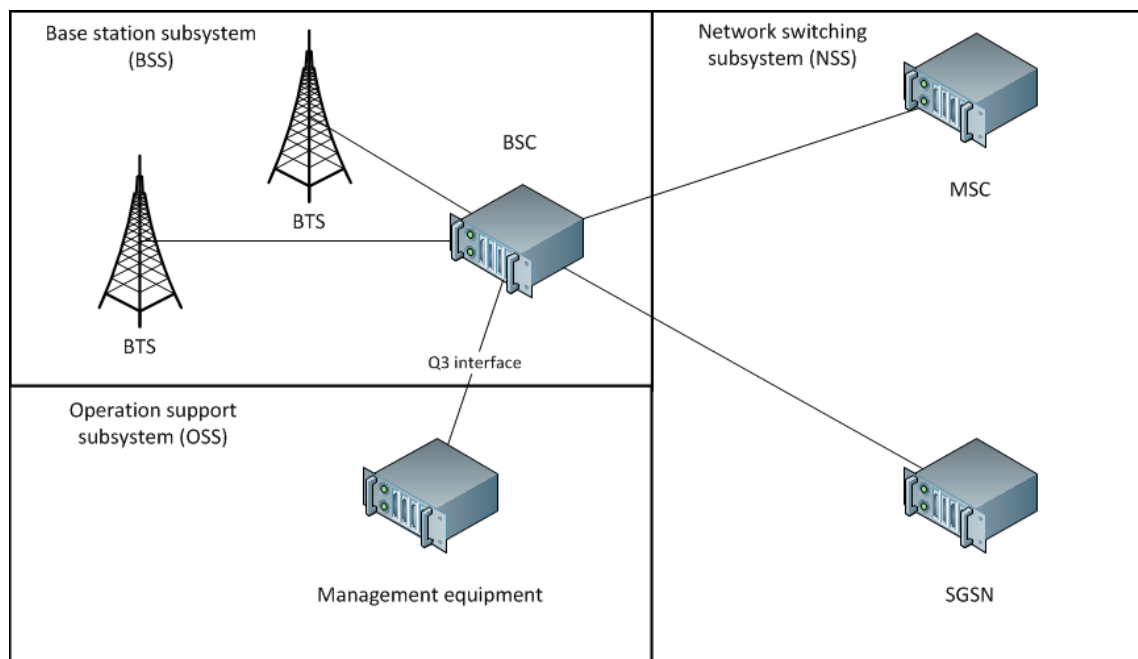 Base station subsystem
(BSS)
Network switching
subsystem (NSS)
BSC
MSC
BTS
BTS
Q3 interface
Operation support
subsystem (OSS)
Management equipment
SGSN